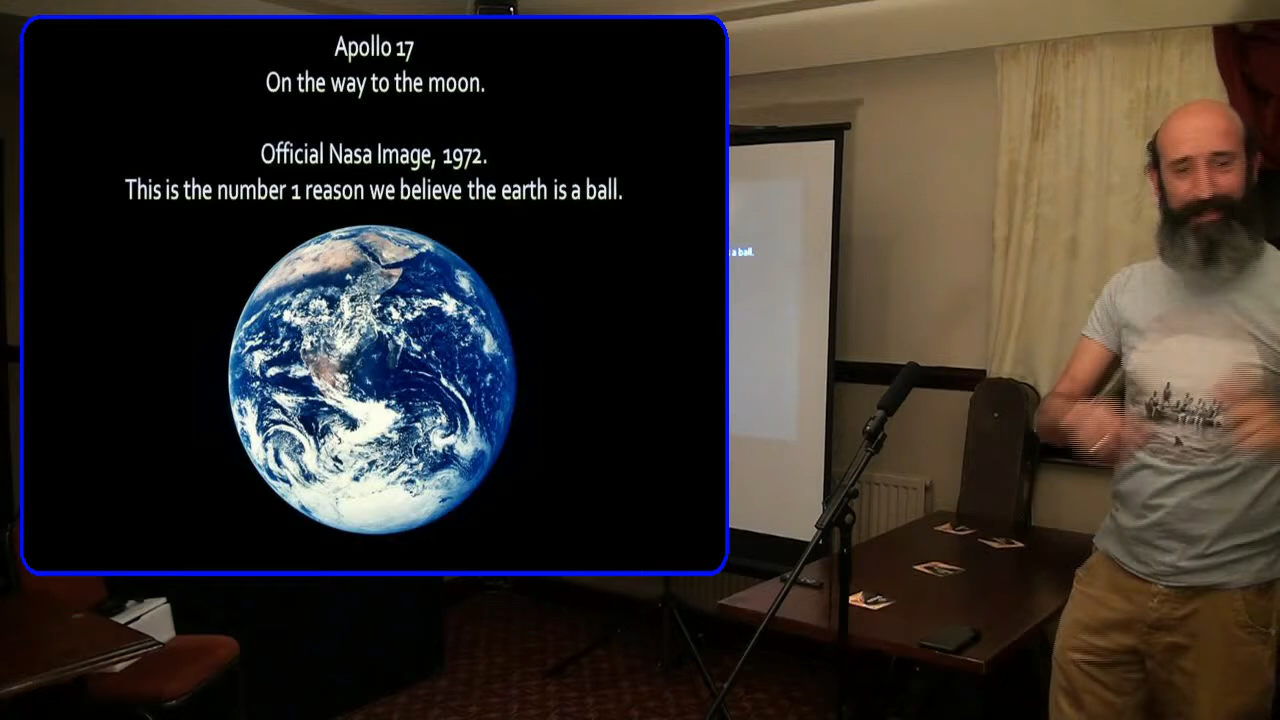 Apollo 17
On the way to the moon.
Official Nasa Image, 1972.
This is the number 1 reason we believe the earth is a ball.
a ball.